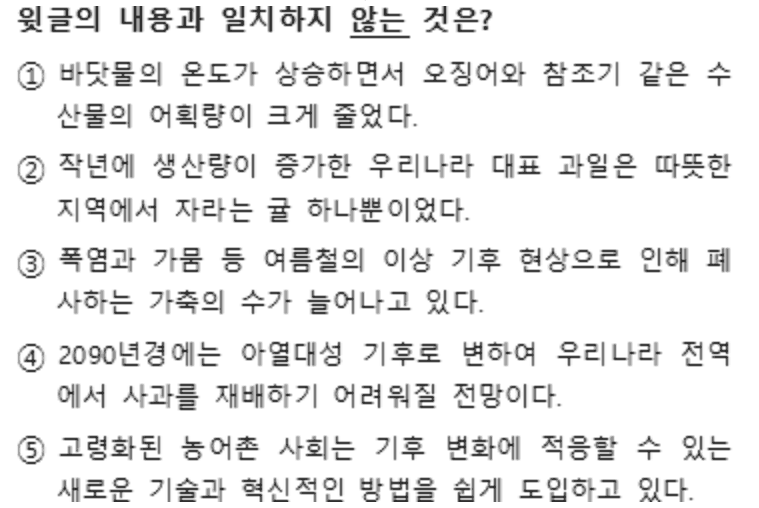 윗글의 내용과 일치하지 않는 것은?
① 바닷물의 온도가 상승하면서 오징어와 참조기 같은 수
산물의 어획량이 크게 줄었다.
② 작년에 생산량이 증가한 우리나라 대표 과일은 따뜻한
지역에서 자라는 귤 하나뿐이었다.
③ 폭염과 가뭄 등 여름철의 이상 기후 현상으로 인해 폐
사하는 가축의 수가 늘어나고 있다.
④ 2090년경에는 아열대성 기후로 변하여 우리나라 전역
에서 사과를 재배하기 어려워질 전망이다.
⑤ 고령화된 농어촌 사회는 기후 변화에 적응할 수 있는
새로운 기술과 혁신적인 방법을 쉽게 도입하고 있다.